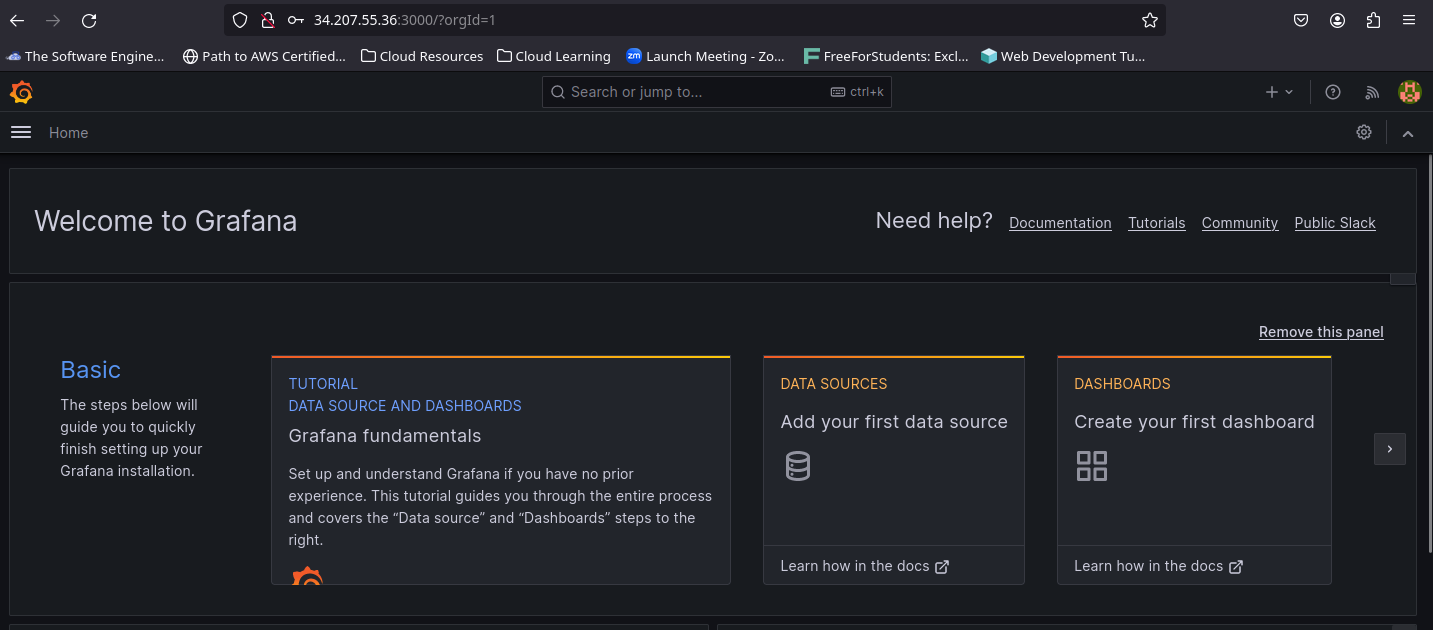 34.207.55.36:3000/?orgId=1
The Software Engine... Path to AWS Certified... Cloud Resources Cloud Learning zm Launch Meeting - Zo... FreeForStudents: Excl... Web Development Tu...
Search or jump to... ctrl+k
Home
Welcome to Grafana
Need help? Documentation Tutorials Community Public Slack
Remove this panel
Basic
The steps below will
guide you to quickly
finish setting up your
Grafana installation.
TUTORIAL
DATA SOURCE AND DASHBOARDS
Grafana fundamentals
Set up and understand Grafana if you have no prior
experience. This tutorial guides you through the entire process
and covers the “Data source” and “Dashboards” steps to the
right.
DATA SOURCES
Add your first data source
Learn how in the docs
DASHBOARDS
Create your first dashboard
Learn how in the docs